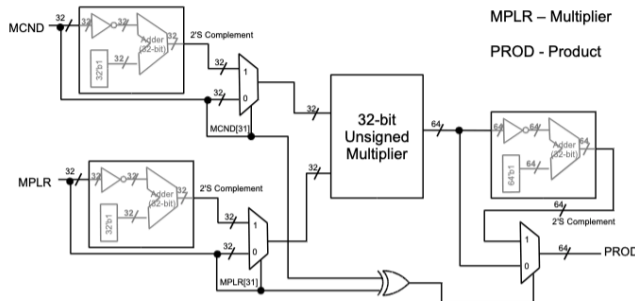 MPLR – Multiplier
PROD - Product
MCND
32
32
32
32
Adder
(32-bit)
32'b1
32
2'S Complement
32
1
32
0
MCND[31]
32
32-bit
Unsigned
Multiplier
64
64
64
64
Adder
(32-bit)
64'b1
64
64
2'S Complement
MPLR
32
32
32
32
Adder
(32-bit)
32'b1
32
2'S Complement
32
1
32
0
MPLR[31]
32
1
0
64
PROD